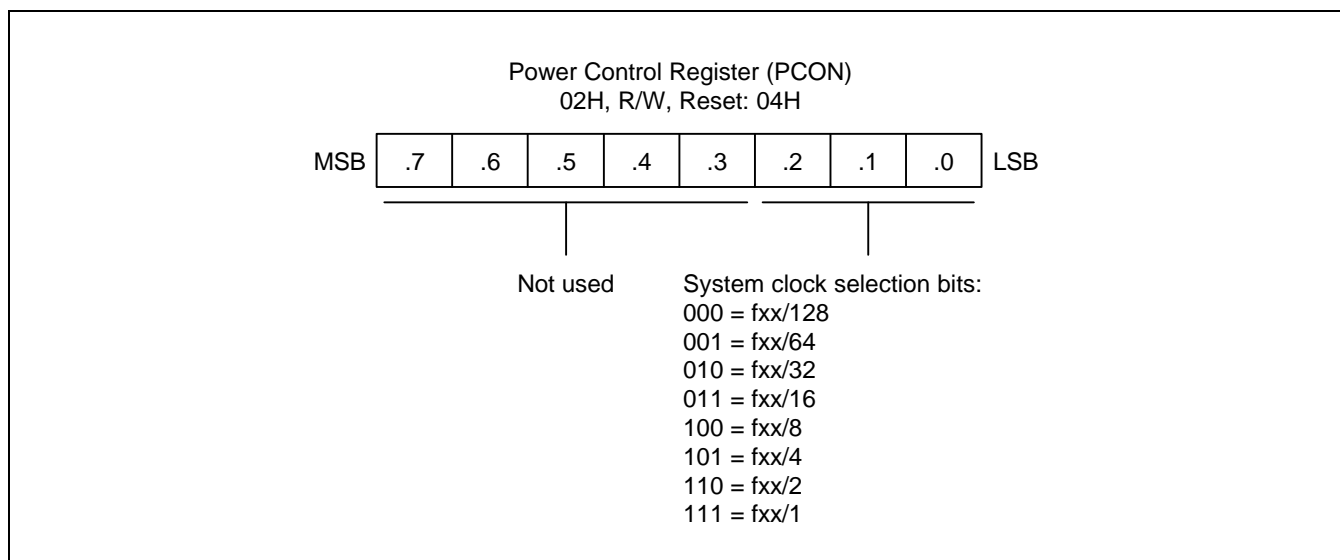 Power Control Register (PCON)
02H, R/W, Reset: 04H
MSB .7 .6 .5 .4 .3 .2 .1 .0 LSB
Not used
System clock selection bits:
000 = fxx/128
001 = fxx/64
010 = fxx/32
011 = fxx/16
100 = fxx/8
101 = fxx/4
110 = fxx/2
111 = fxx/1